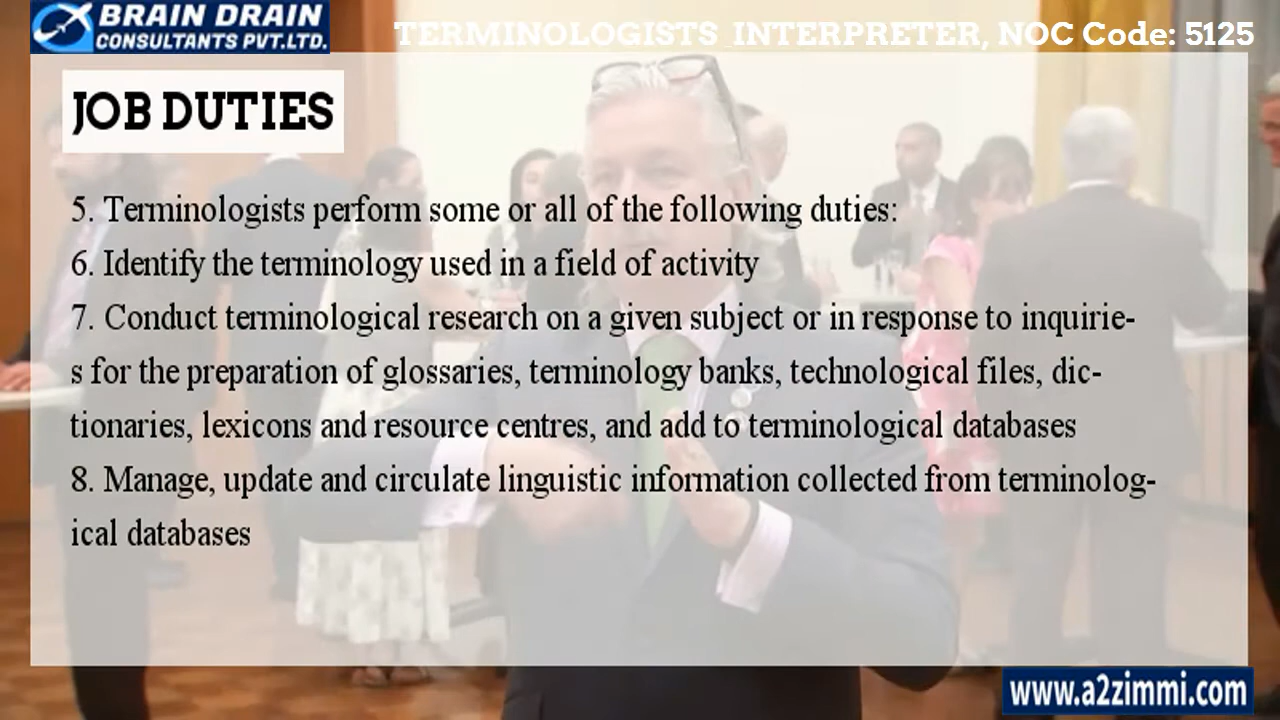 BRAIN DRAIN
CONSULTANTS PVT.LTD.
TERMINOLOGISTS INTERPRETER, NOC Code: 5125
JOB DUTIES
5. Terminologists perform some or all of the following duties:
6. Identify the terminology used in a field of activity
7. Conduct terminological research on a given subject or in response to inquirie-
s for the preparation of glossaries, terminology banks, technological files, dic-
tionaries, lexicons and resource centres, and add to terminological databases
8. Manage, update and circulate linguistic information collected from terminolog-
ical databases
www.a2zimmi.com